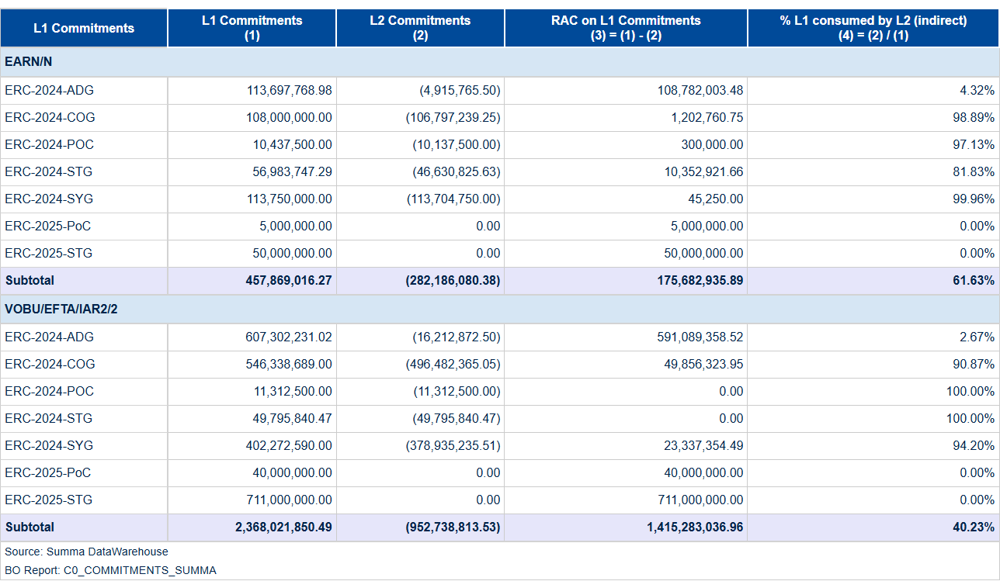 L1 Commitments | L1 Commitments (1) | L2 Commitments (2) | RAC on L1 Commitments (3) = (1) - (2) | % L1 consumed by L2 (indirect) (4) = (2) / (1)
EARN/N
ERC-2024-ADG 113,697,768.98 (4,915,765.50) 108,782,003.48 4.32%
ERC-2024-COG 108,000,000.00 (106,797,239.25) 1,202,760.75 98.89%
ERC-2024-POC 10,437,500.00 (10,137,500.00) 300,000.00 97.13%
ERC-2024-STG 56,983,747.29 (46,630,825.63) 10,352,921.66 81.83%
ERC-2024-SYG 113,750,000.00 (113,704,750.00) 45,250.00 99.96%
ERC-2025-PoC 5,000,000.00 0.00 5,000,000.00 0.00%
ERC-2025-STG 50,000,000.00 0.00 50,000,000.00 0.00%
Subtotal 457,869,016.27 (282,186,080.38) 175,682,935.89 61.63%
VOBU/EFTA/IAR2/2
ERC-2024-ADG 607,302,231.02 (16,212,872.50) 591,089,358.52 2.67%
ERC-2024-COG 546,338,689.00 (496,482,365.05) 49,856,323.95 90.87%
ERC-2024-POC 11,312,500.00 (11,312,500.00) 0.00 100.00%
ERC-2024-STG 49,795,840.47 (49,795,840.47) 0.00 100.00%
ERC-2024-SYG 402,272,590.00 (378,935,235.51) 23,337,354.49 94.20%
ERC-2025-PoC 40,000,000.00 0.00 40,000,000.00 0.00%
ERC-2025-STG 711,000,000.00 0.00 711,000,000.00 0.00%
Subtotal 2,368,021,850.49 (952,738,813.53) 1,415,283,036.96 40.23%
Source: Summa DataWarehouse
BO Report: C0_COMMITMENTS_SUMMA